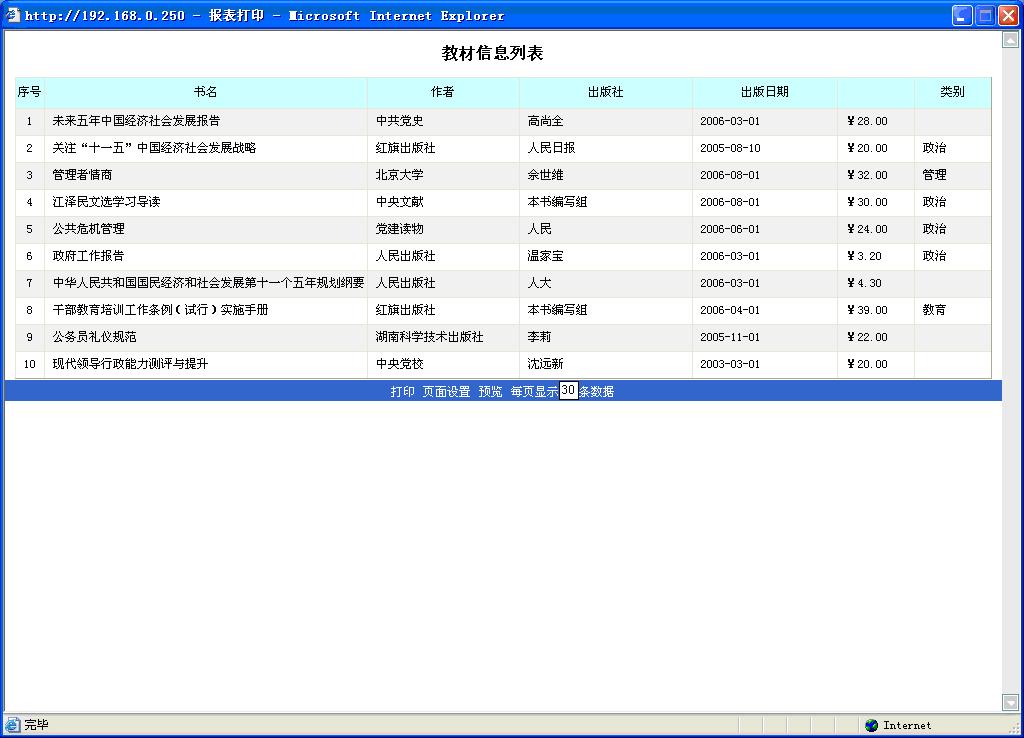 http://192.168.0.250 - 报表打印 - Microsoft Internet Explorer
教材信息列表
序号 书名 作者 出版社 出版日期 类别
1 未来五年中国经济社会发展报告 中共党史 高尚全 2006-03-01 ¥28.00
2 关注“十一五”中国经济社会发展战略 红旗出版社 人民日报 2005-08-10 ¥20.00 政治
3 管理者情商 北京大学 余世维 2006-08-01 ¥32.00 管理
4 江泽民文选学习导读 中央文献 本书编写组 2006-08-01 ¥30.00 政治
5 公共危机管理 党建读物 人民 2006-06-01 ¥24.00 政治
6 政府工作报告 人民出版社 温家宝 2006-03-01 ¥3.20 政治
7 中华人民共和国国民经济和社会发展第十一个五年规划纲要 人民出版社 人大 2006-03-01 ¥4.30
8 干部教育培训工作条例(试行)实施手册 红旗出版社 本书编写组 2006-04-01 ¥39.00 教育
9 公务员礼仪规范 湖南科学技术出版社 李莉 2005-11-01 ¥22.00
10 现代领导行政能力测评与提升 中央党校 沈远新 2003-03-01 ¥20.00
打印 页面设置 预览 每页显示30条数据
完毕 Internet